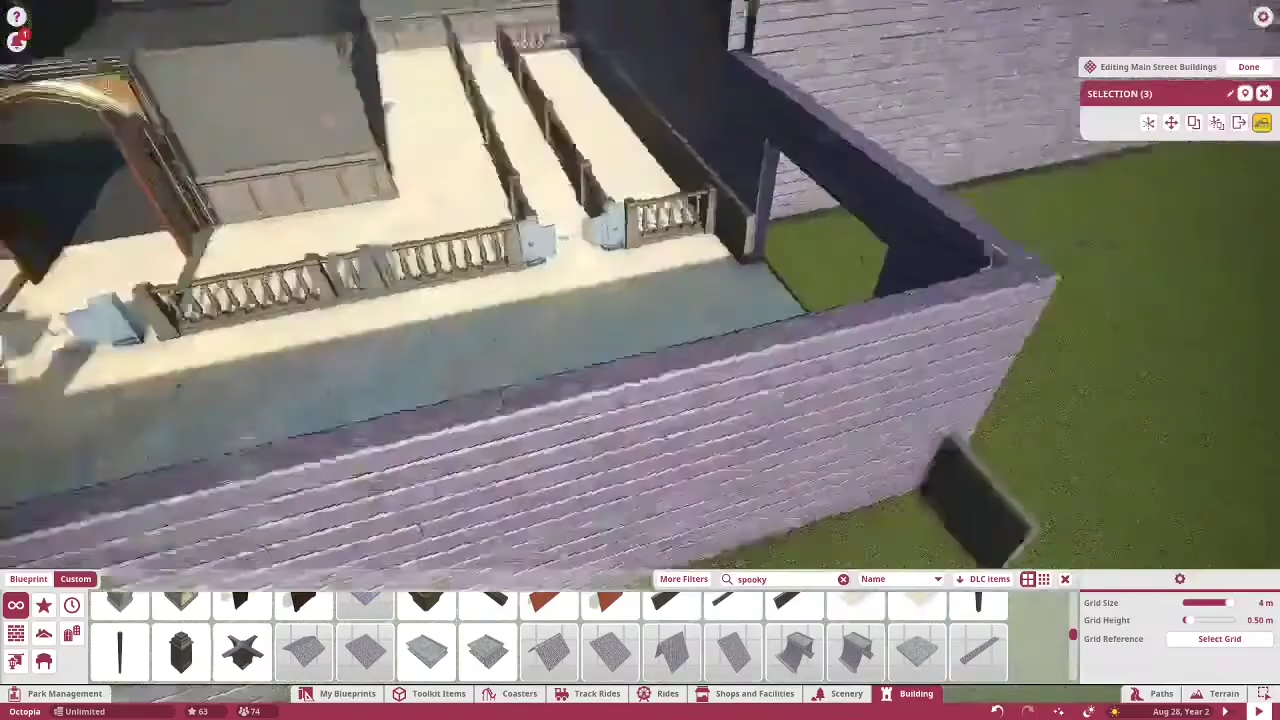 ?
1
Editing Main Street Buildings Done
SELECTION (3)
Blueprint Custom More Filters spooky Name DLC items
Grid Size 4 m
Grid Height 0.50 m
Grid Reference Select Grid
Park Management My Blueprints Toolkit Items Coasters Track Rides Rides Shops and Facilities Scenery Building Paths Terrain
Octopia Unlimited 63 74 Aug 28, Year 2